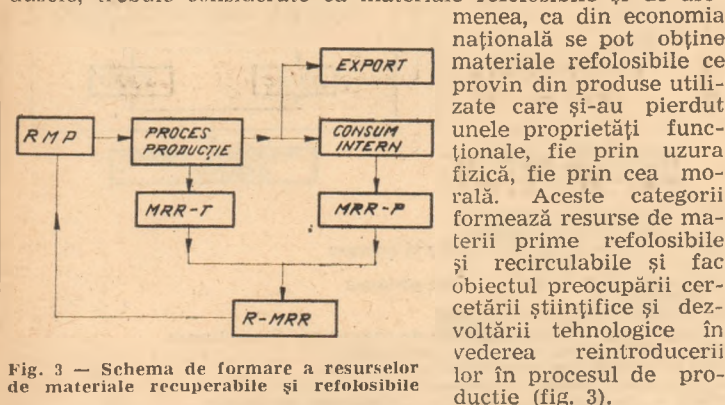 menea, ca din economia
națională se pot obține
materiale refolosibile ce
provin din produse utili-
zate care și-au pierdut
unele proprietăți func-
ționale, fie prin uzura
fizică, fie prin cea mo-
rală. Aceste categorii
formează resurse de ma-
terii prime refolosibile
și recirculabile și fac
obiectul preocupării cer-
cetării științifice și dez-
voltării tehnologice în
vederea reintroducerii
lor în procesul de pro-
ducție (fig. 3).
EXPORT
RMP
PROCES
PRODUCȚIE
CONSUM
INTERN
MRR-T
MRR-P
R-MRR
Fig. 3 — Schema de formare a resurselor
de materiale recuperabile și refolosibile